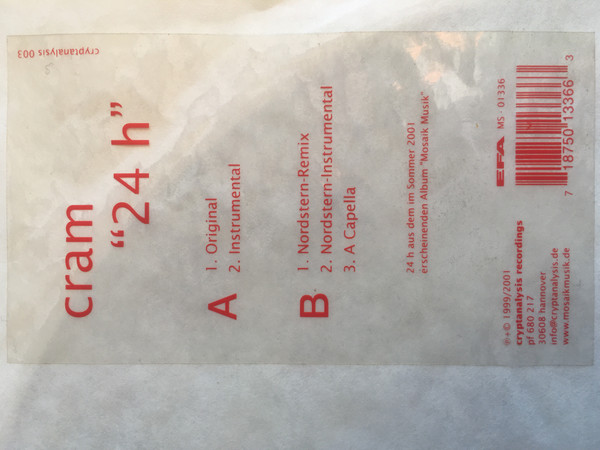 cryptanalysis 003
cram
“24 h”
A
1. Original
2. Instrumental
B
1. Nordstern-Remix
2. Nordstern-Instrumental
3. A Capella
24 h aus dem im Sommer 2001
erscheinenden Album "Mosaik Musik"
EFA MS - 01336
7 18750 13366 3
℗+© 1999/2001
cryptanalysis recordings
pf 680 217
30608 hannover
info@cryptanalysis.de
www.mosaikmusik.de